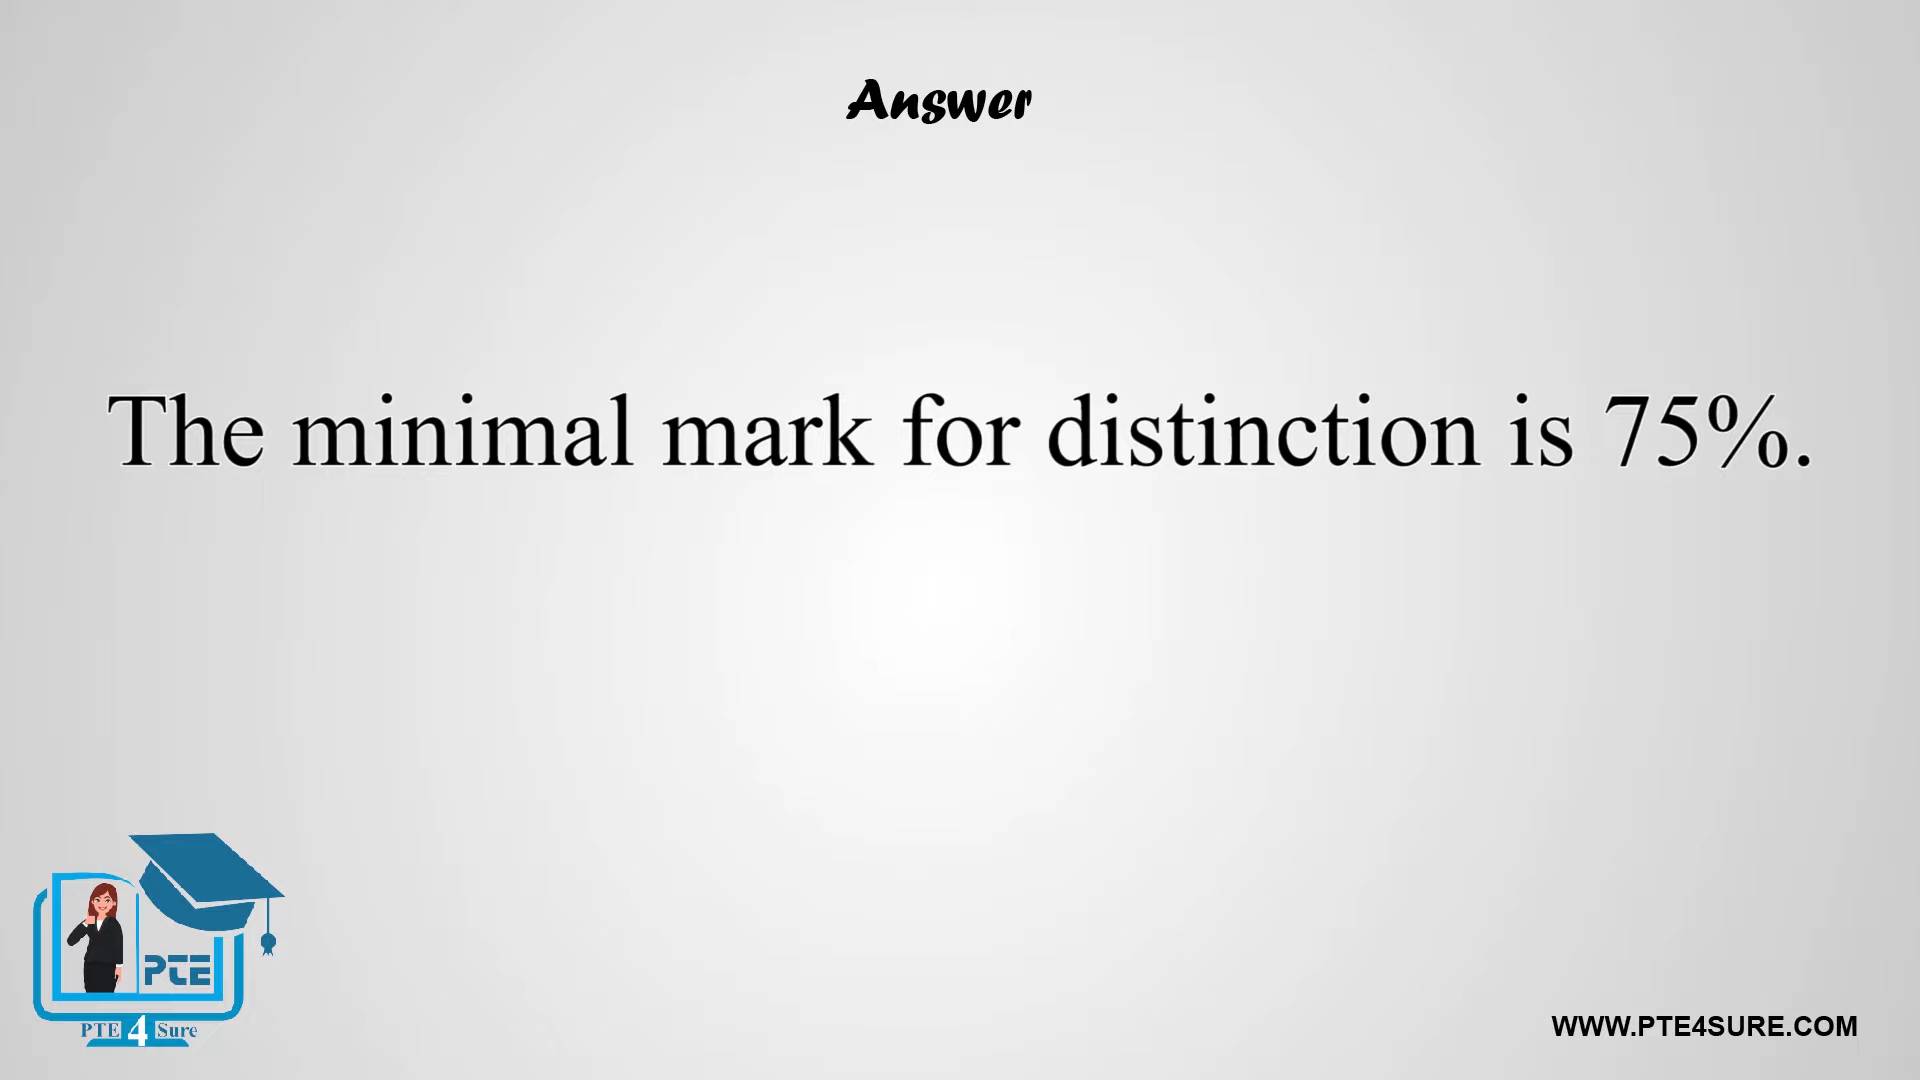 Answer
The minimal mark for distinction is 75%.
PTE
PTE 4 Sure
WWW.PTE4SURE.COM